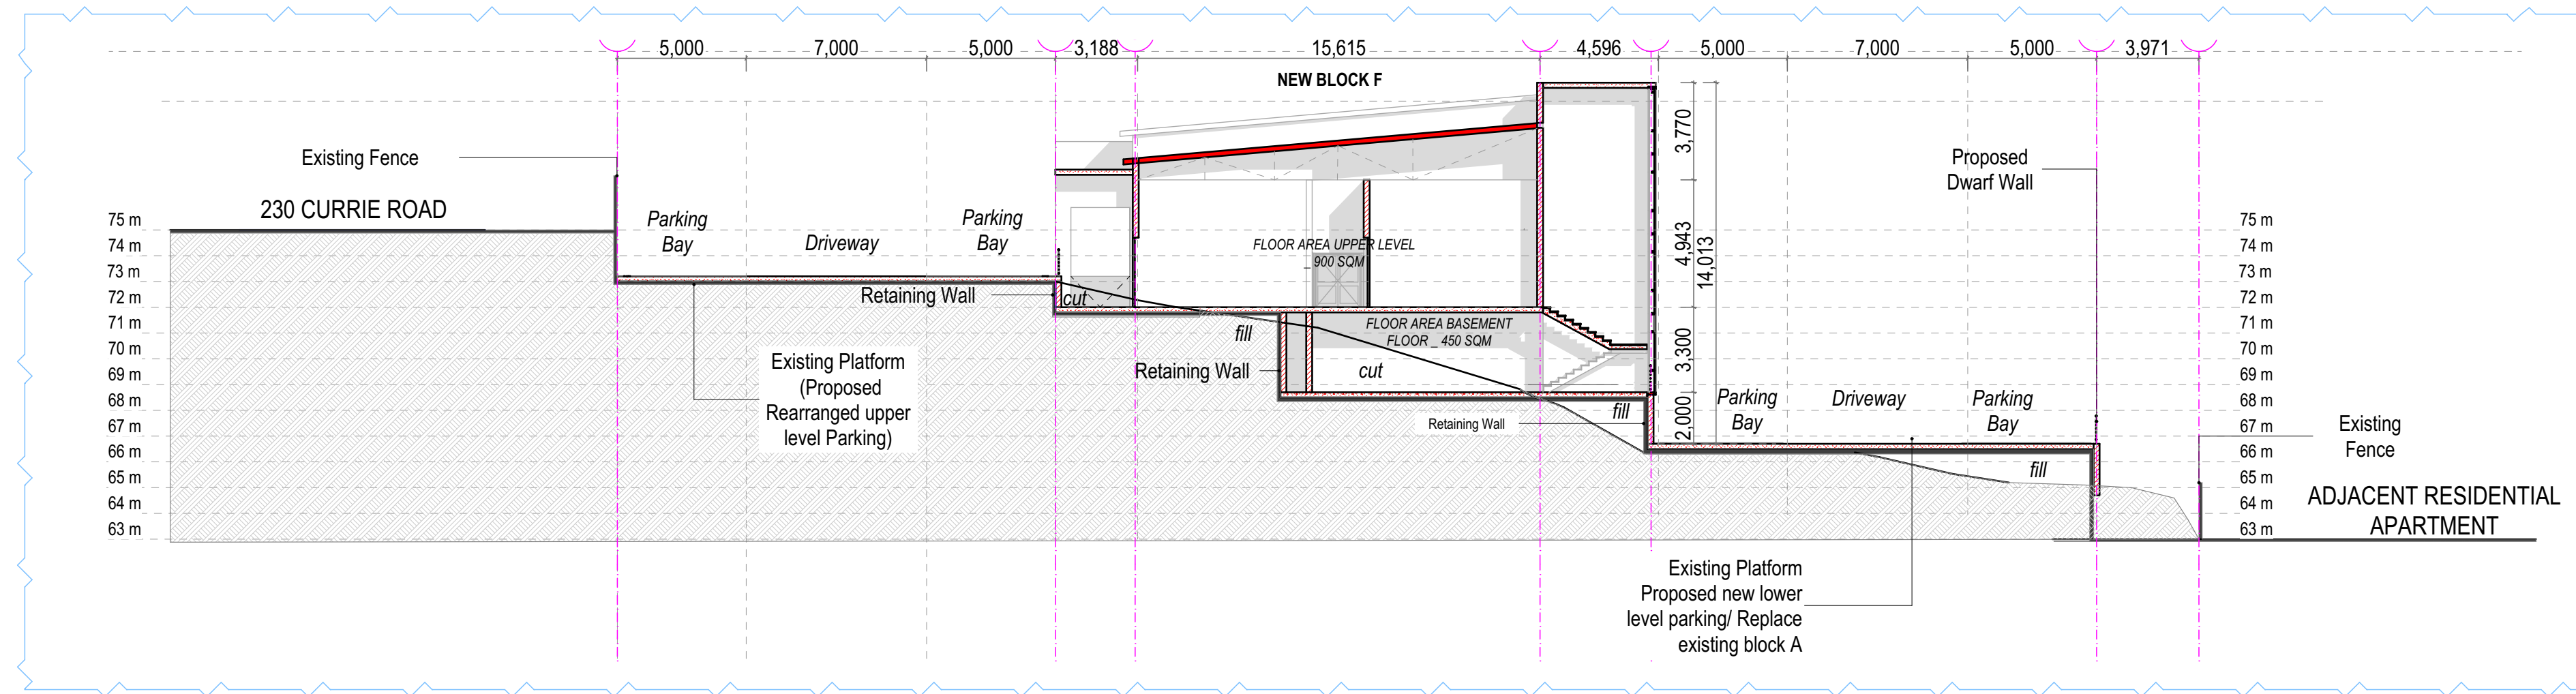 5,000
7,000
5,000
3,188
15,615
4,596
5,000
7,000
5,000
3,971
NEW BLOCK F
Existing Fence
230 CURRIE ROAD
75 m
74 m
73 m
72 m
71 m
70 m
69 m
68 m
67 m
66 m
65 m
64 m
63 m
Parking
Bay
Driveway
Parking
Bay
Retaining Wall
cut
Existing Platform
(Proposed
Rearranged upper
level Parking)
FLOOR AREA UPPER LEVEL
_ 900 SQM
fill
FLOOR AREA BASEMENT
FLOOR _ 450 SQM
Retaining Wall
cut
Retaining Wall
fill
3,770
4,943
14,013
3,300
2,000
Parking
Bay
Driveway
Parking
Bay
Proposed
Dwarf Wall
fill
75 m
74 m
73 m
72 m
71 m
70 m
69 m
68 m
67 m
66 m
65 m
64 m
63 m
Existing
Fence
ADJACENT RESIDENTIAL
APARTMENT
Existing Platform
Proposed new lower
level parking/ Replace
existing block A